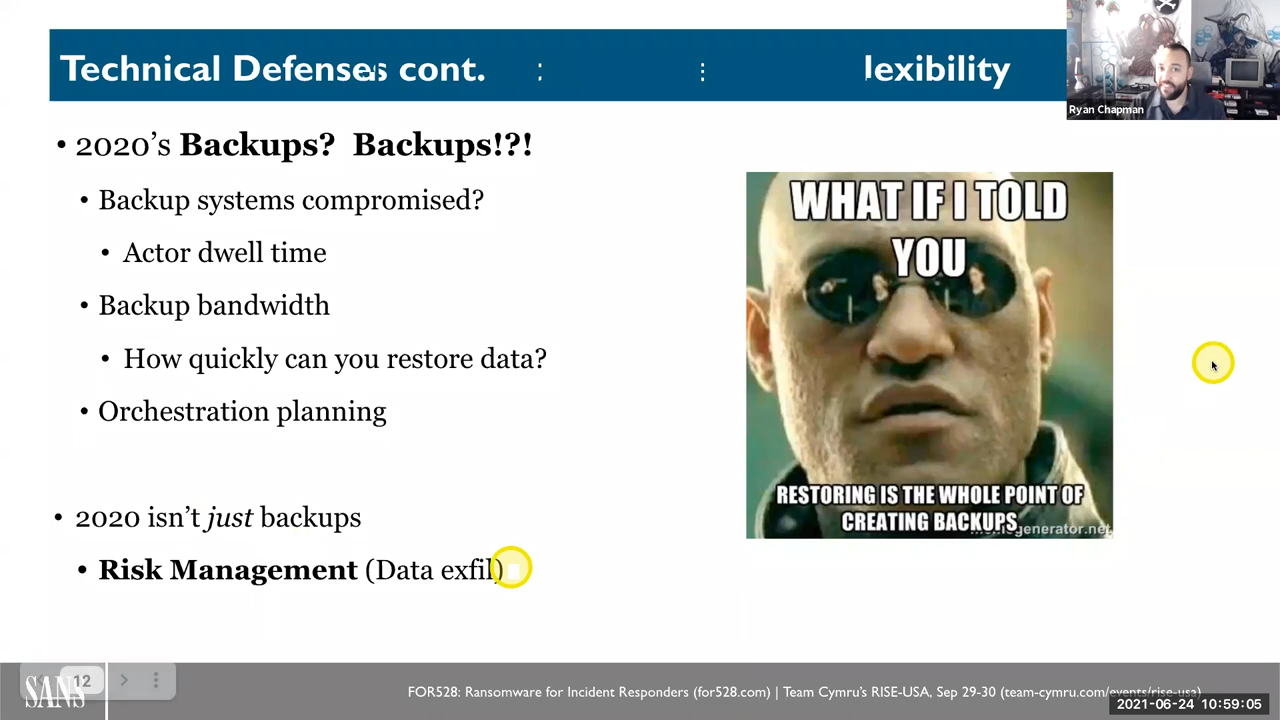 Technical Defenses cont.
lexibility
Ryan Chapman
• 2020’s Backups? Backups!?!
• Backup systems compromised?
• Actor dwell time
• Backup bandwidth
• How quickly can you restore data?
• Orchestration planning
• 2020 isn’t just backups
• Risk Management (Data exfil)
WHAT IF I TOLD
YOU
RESTORING IS THE WHOLE POINT OF
CREATING BACKUPS
memegenerator.net
SANS
12
FOR528: Ransomware for Incident Responders (for528.com) | Team Cymru’s RISE-USA, Sep 29-30 (team-cymru.com/events/rise-usa)
2021-06-24 10:59:05